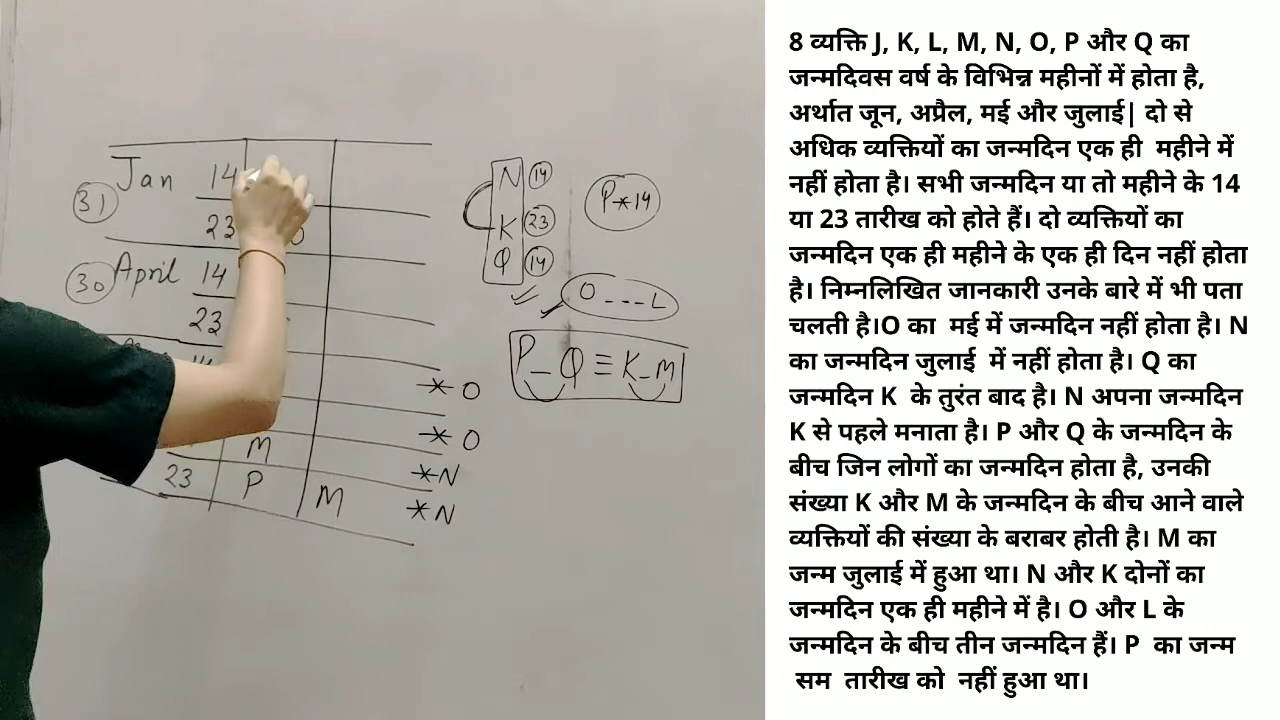 Jan 14
31
23
O
April 14
30
23
* O
* O
M
*N
23 P M *N
N 14
K 23
Q 14
P*14
O _ _ _ L
P _ Q ≡ K _ M
8 व्यक्ति J, K, L, M, N, O, P और Q का
जन्मदिवस वर्ष के विभिन्न महीनों में होता है,
अर्थात जून, अप्रैल, मई और जुलाई| दो से
अधिक व्यक्तियों का जन्मदिन एक ही महीने में
नहीं होता है। सभी जन्मदिन या तो महीने के 14
या 23 तारीख को होते हैं। दो व्यक्तियों का
जन्मदिन एक ही महीने के एक ही दिन नहीं होता
है। निम्नलिखित जानकारी उनके बारे में भी पता
चलती है।O का मई में जन्मदिन नहीं होता है। N
का जन्मदिन जुलाई में नहीं होता है। Q का
जन्मदिन K के तुरंत बाद है। N अपना जन्मदिन
K से पहले मनाता है। P और Q के जन्मदिन के
बीच जिन लोगों का जन्मदिन होता है, उनकी
संख्या K और M के जन्मदिन के बीच आने वाले
व्यक्तियों की संख्या के बराबर होती है। M का
जन्म जुलाई में हुआ था। N और K दोनों का
जन्मदिन एक ही महीने में है। O और L के
जन्मदिन के बीच तीन जन्मदिन हैं। P का जन्म
सम तारीख को नहीं हुआ था।